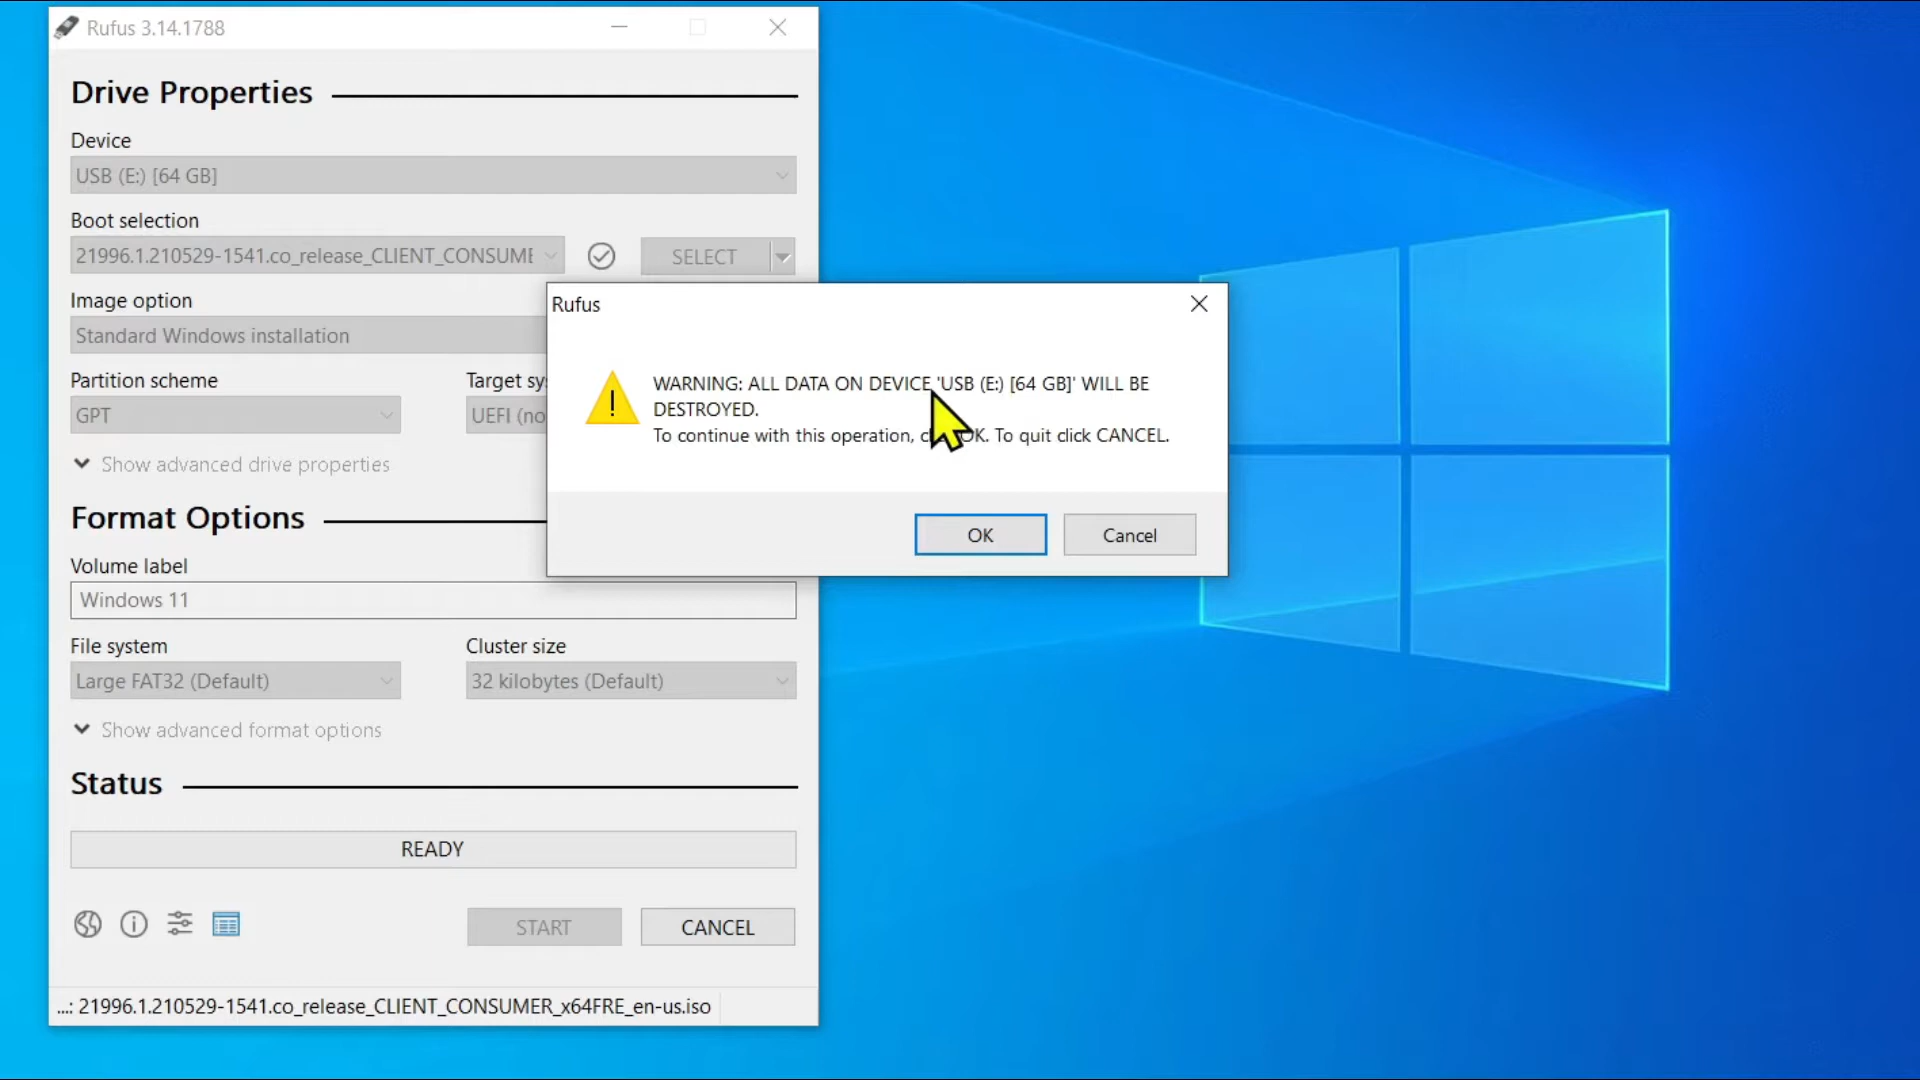 Rufus 3.14.1788
Drive Properties
Device
USB (E:) [64 GB]
Boot selection
21996.1.210529-1541.co_release_CLIENT_CONSUME
SELECT
Image option
Standard Windows installation
Partition scheme
Target sy
GPT
UEFI (no
Show advanced drive properties
Format Options
Volume label
Windows 11
File system
Cluster size
Large FAT32 (Default)
32 kilobytes (Default)
Show advanced format options
Status
READY
START
CANCEL
...: 21996.1.210529-1541.co_release_CLIENT_CONSUMER_x64FRE_en-us.iso
Rufus
WARNING: ALL DATA ON DEVICE 'USB (E:) [64 GB]' WILL BE
DESTROYED.
To continue with this operation, OK. To quit click CANCEL.
OK
Cancel